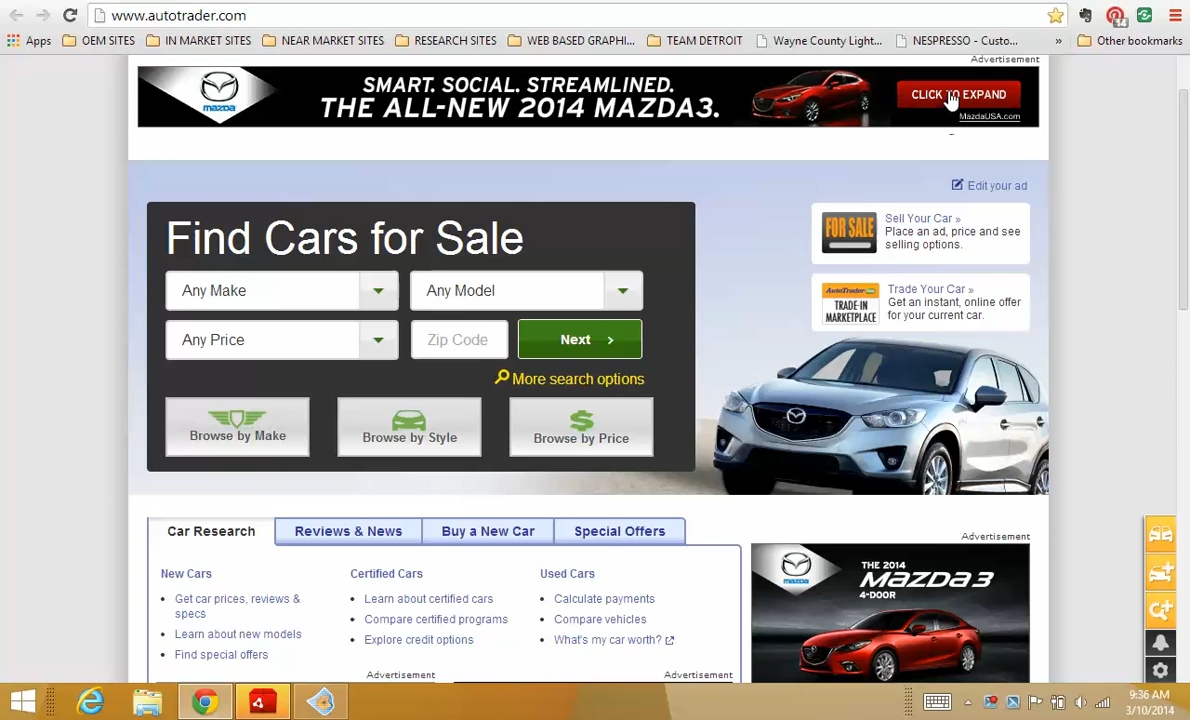 www.autotrader.com
14
Apps OEM SITES IN MARKET SITES NEAR MARKET SITES RESEARCH SITES WEB BASED GRAPHI... TEAM DETROIT Wayne County Light... NESPRESSO - Custo... » Other bookmarks
Advertisement
mazda
SMART. SOCIAL. STREAMLINED.
THE ALL-NEW 2014 MAZDA3.
CLICK TO EXPAND
MazdaUSA.com
Edit your ad
Find Cars for Sale
Any Make
Any Model
Any Price
Zip Code
Next >
More search options
Browse by Make
Browse by Style
Browse by Price
FOR SALE
Sell Your Car »
Place an ad, price and see
selling options.
AutoTrader.com
TRADE-IN
MARKETPLACE
Trade Your Car »
Get an instant, online offer
for your current car.
Car Research
Reviews & News
Buy a New Car
Special Offers
New Cars
• Get car prices, reviews &
specs
• Learn about new models
• Find special offers
Certified Cars
• Learn about certified cars
• Compare certified programs
• Explore credit options
Used Cars
• Calculate payments
• Compare vehicles
• What's my car worth?
Advertisement
mazda
THE 2014
MAZDA3
4-DOOR
Advertisement
Advertisement
9:36 AM
3/10/2014